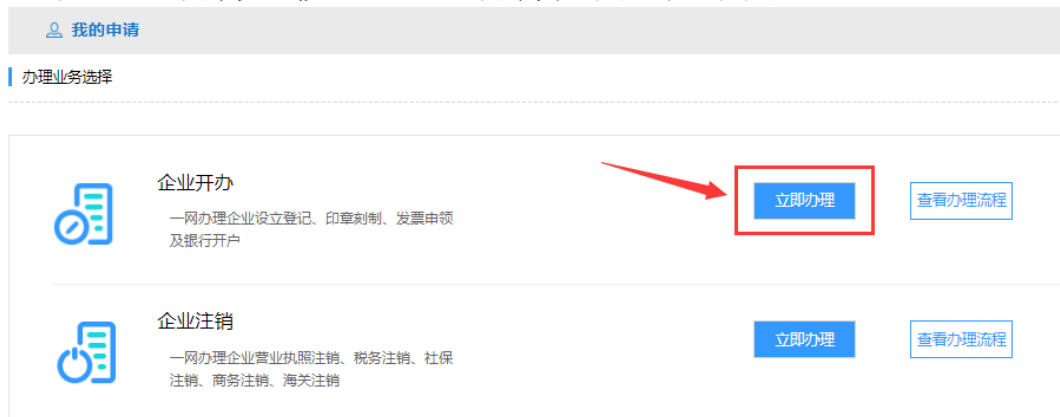 我的申请
办理业务选择
企业开办
一网办理企业设立登记、印章刻制、发票申领
及银行开户
立即办理
查看办理流程
企业注销
一网办理企业营业执照注销、税务注销、社保
注销、商务注销、海关注销
立即办理
查看办理流程